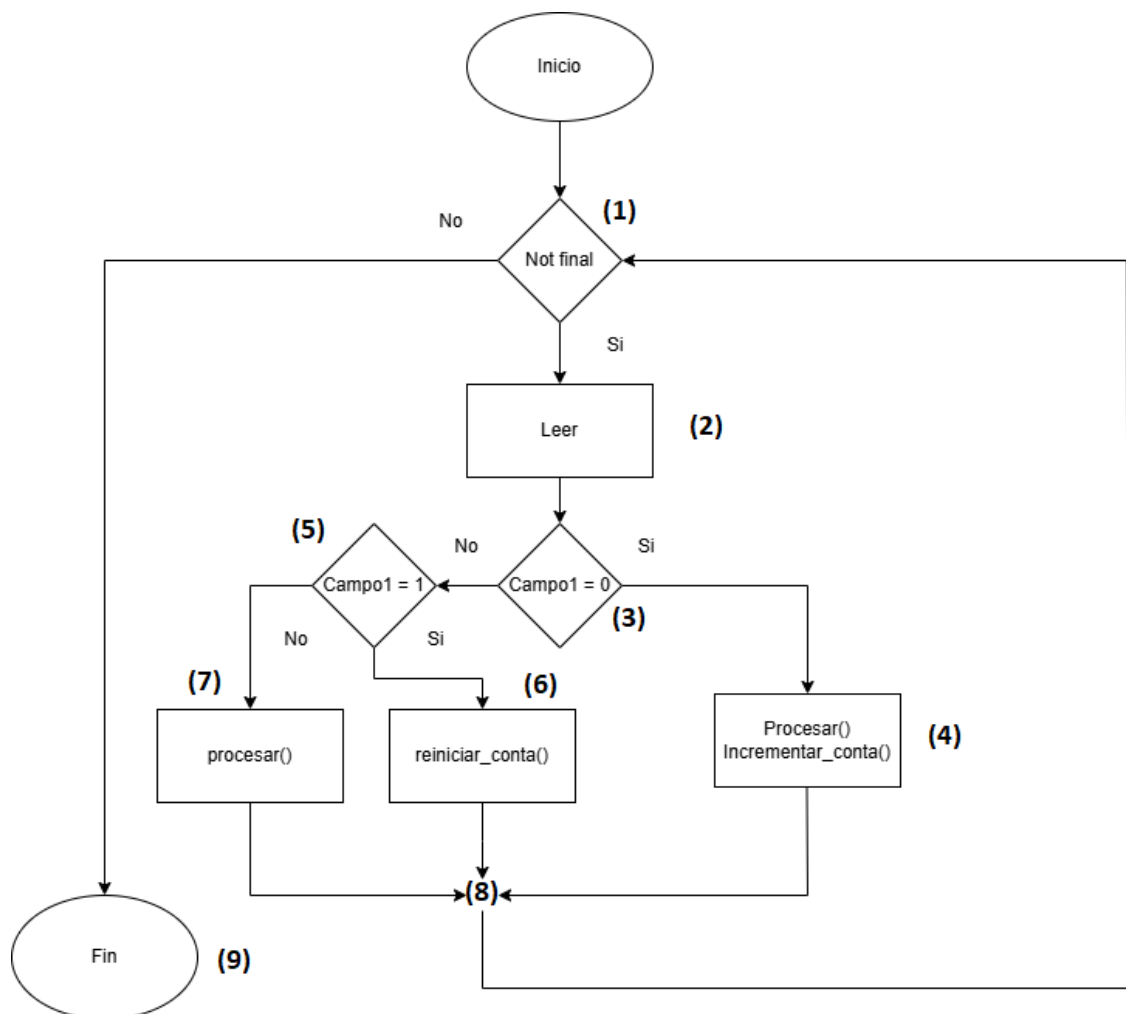 Inicio
(1)
No
Not final
Si
Leer
(2)
(5)
No
Si
Campo1 = 1
Campo1 = 0
(3)
No
Si
(7)
(6)
procesar()
reiniciar_conta()
Procesar()
Incrementar_conta()
(4)
(8)
Fin
(9)